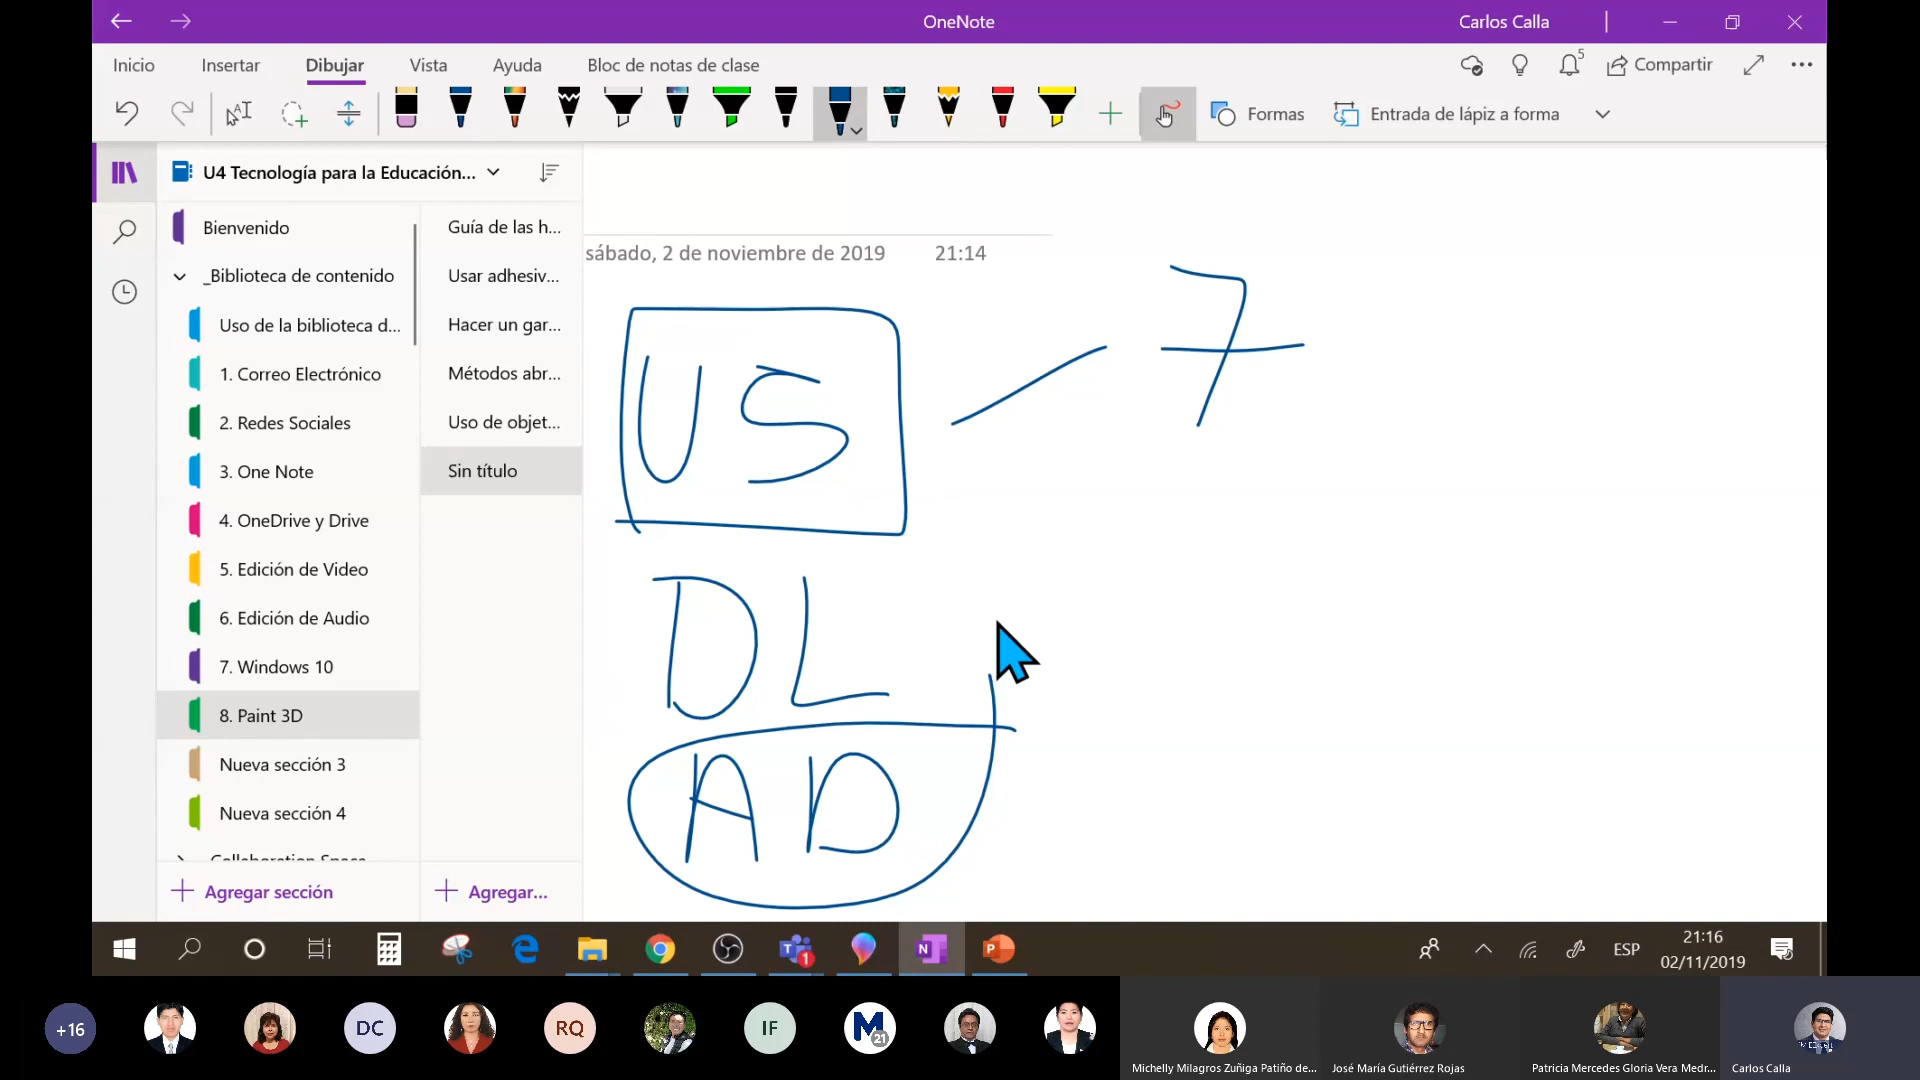 OneNote
Carlos Calla
Inicio Insertar Dibujar Vista Ayuda Bloc de notas de clase
5 Compartir
Formas Entrada de lápiz a forma
U4 Tecnología para la Educación...
Bienvenido
_Biblioteca de contenido
Uso de la biblioteca d...
1. Correo Electrónico
2. Redes Sociales
3. One Note
4. OneDrive y Drive
5. Edición de Video
6. Edición de Audio
7. Windows 10
8. Paint 3D
Nueva sección 3
Nueva sección 4
Collaboration Space
Agregar sección
Guía de las h...
Usar adhesiv...
Hacer un gar...
Métodos abr...
Uso de objet...
Sin título
Agregar...
sábado, 2 de noviembre de 2019 21:14
US — 7
DL
AD
1
N
P
ESP
21:16
02/11/2019
+16
DC
RQ
IF
M
21
Michelly Milagros Zuñiga Patiño de...
José María Gutiérrez Rojas
Patricia Mercedes Gloria Vera Medr...
Carlos Calla